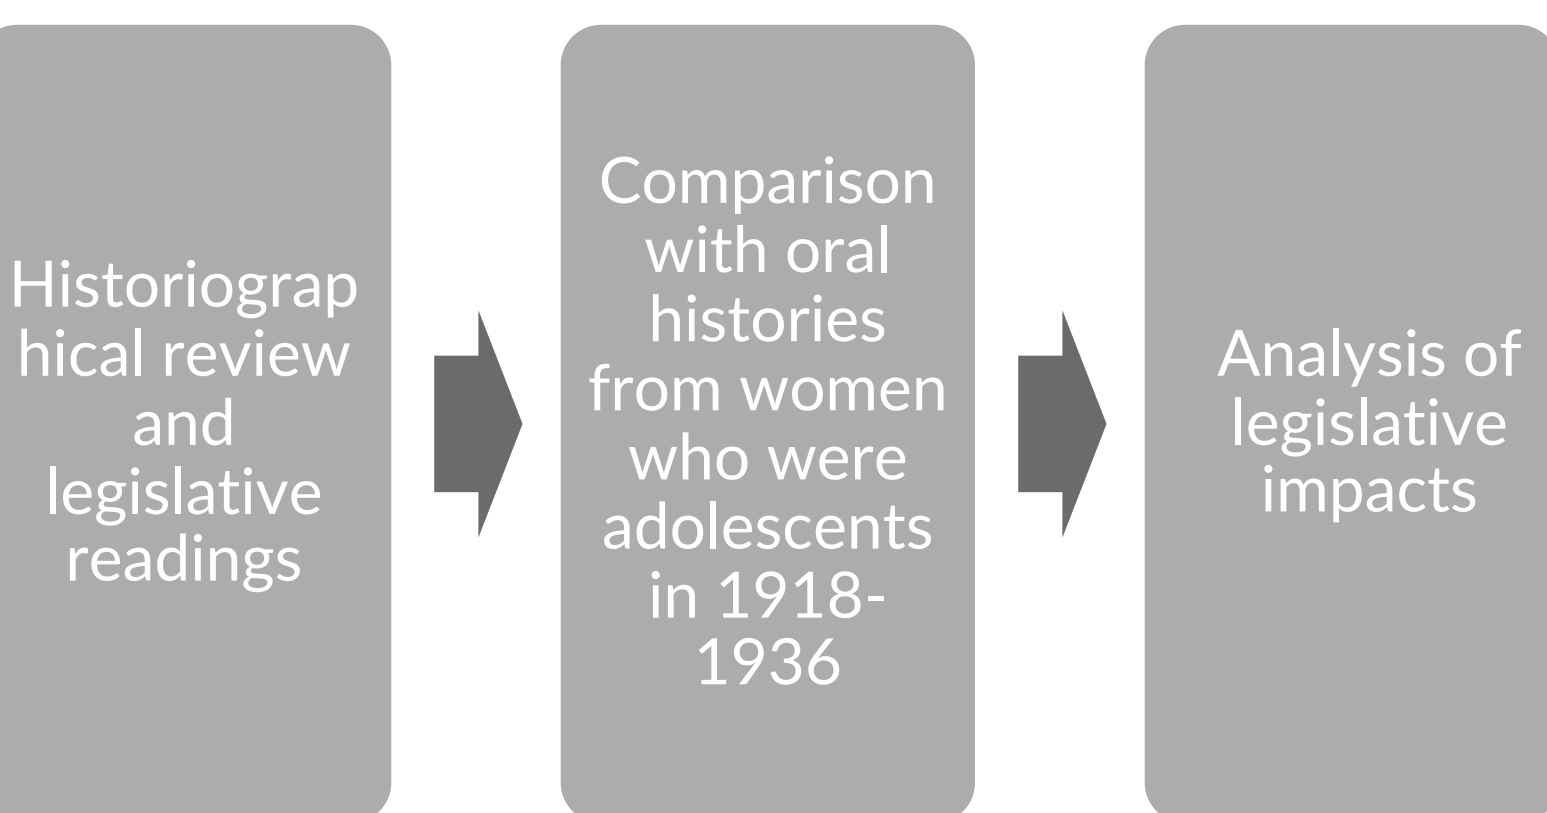 Historiograp
hical review
and
legislative
readings
Comparison
with oral
histories
from women
who were
adolescents
in 1918-
1936
Analysis of
legislative
impacts